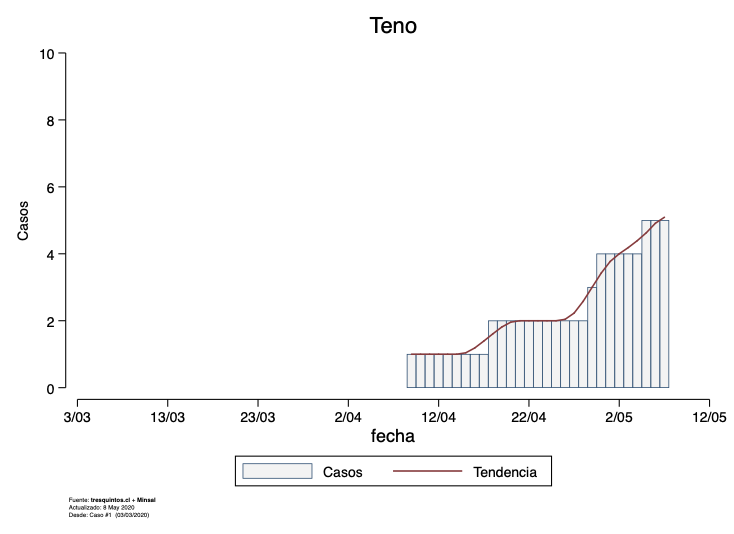 Teno
Casos
10
8
6
4
2
0
3/03 13/03 23/03 2/04 12/04 22/04 2/05 12/05
fecha
Casos Tendencia
Fuente: tresquintos.cl + Minsal
Actualizado: 8 May 2020
Desde: Caso #1 (03/03/2020)